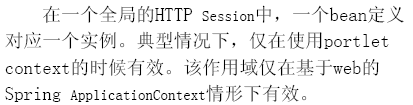 在一个全局的HTTP Session中，一个bean定义
对应一个实例。典型情况下，仅在使用portlet
context的时候有效。该作用域仅在基于web的
Spring ApplicationContext情形下有效。